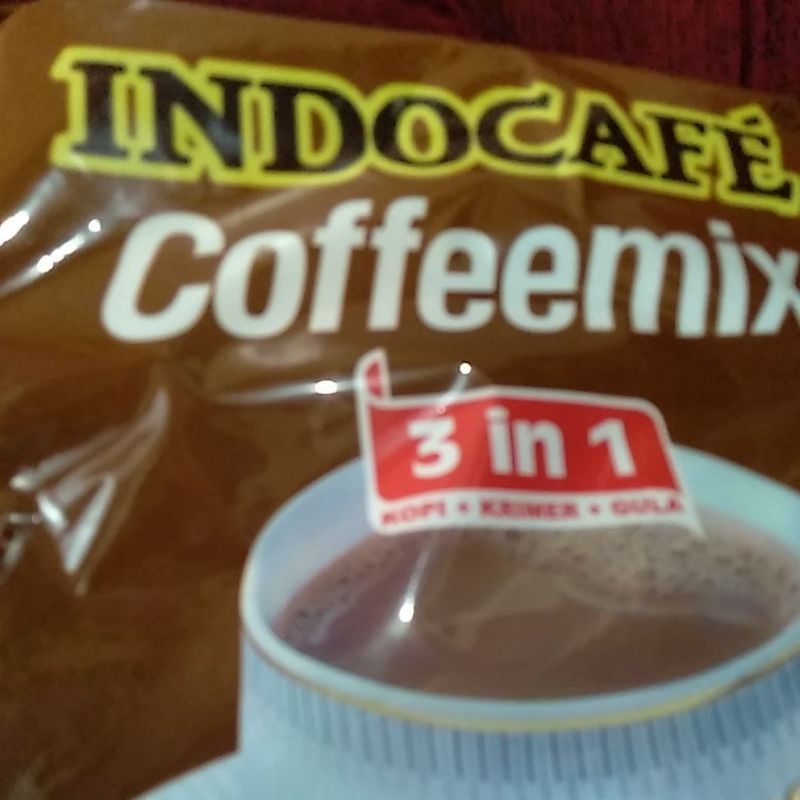 INDOCAFÉ
Coffeemix
3 in 1
KOPI • KRIMER • GULA